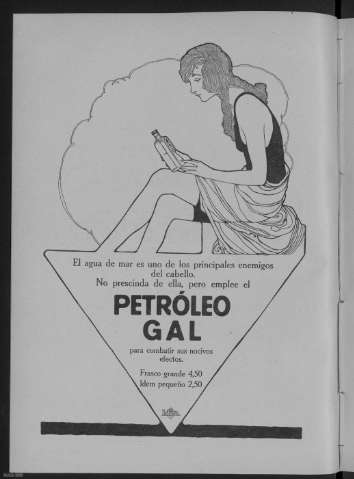 El agua de mar es uno de los principales enemigos
del cabello.
No prescinda de ella, pero emplee el
PETRÓLEO
GAL
para combatir sus nocivos
efectos.
Frasco grande 4,50
Idem pequeño 2,50